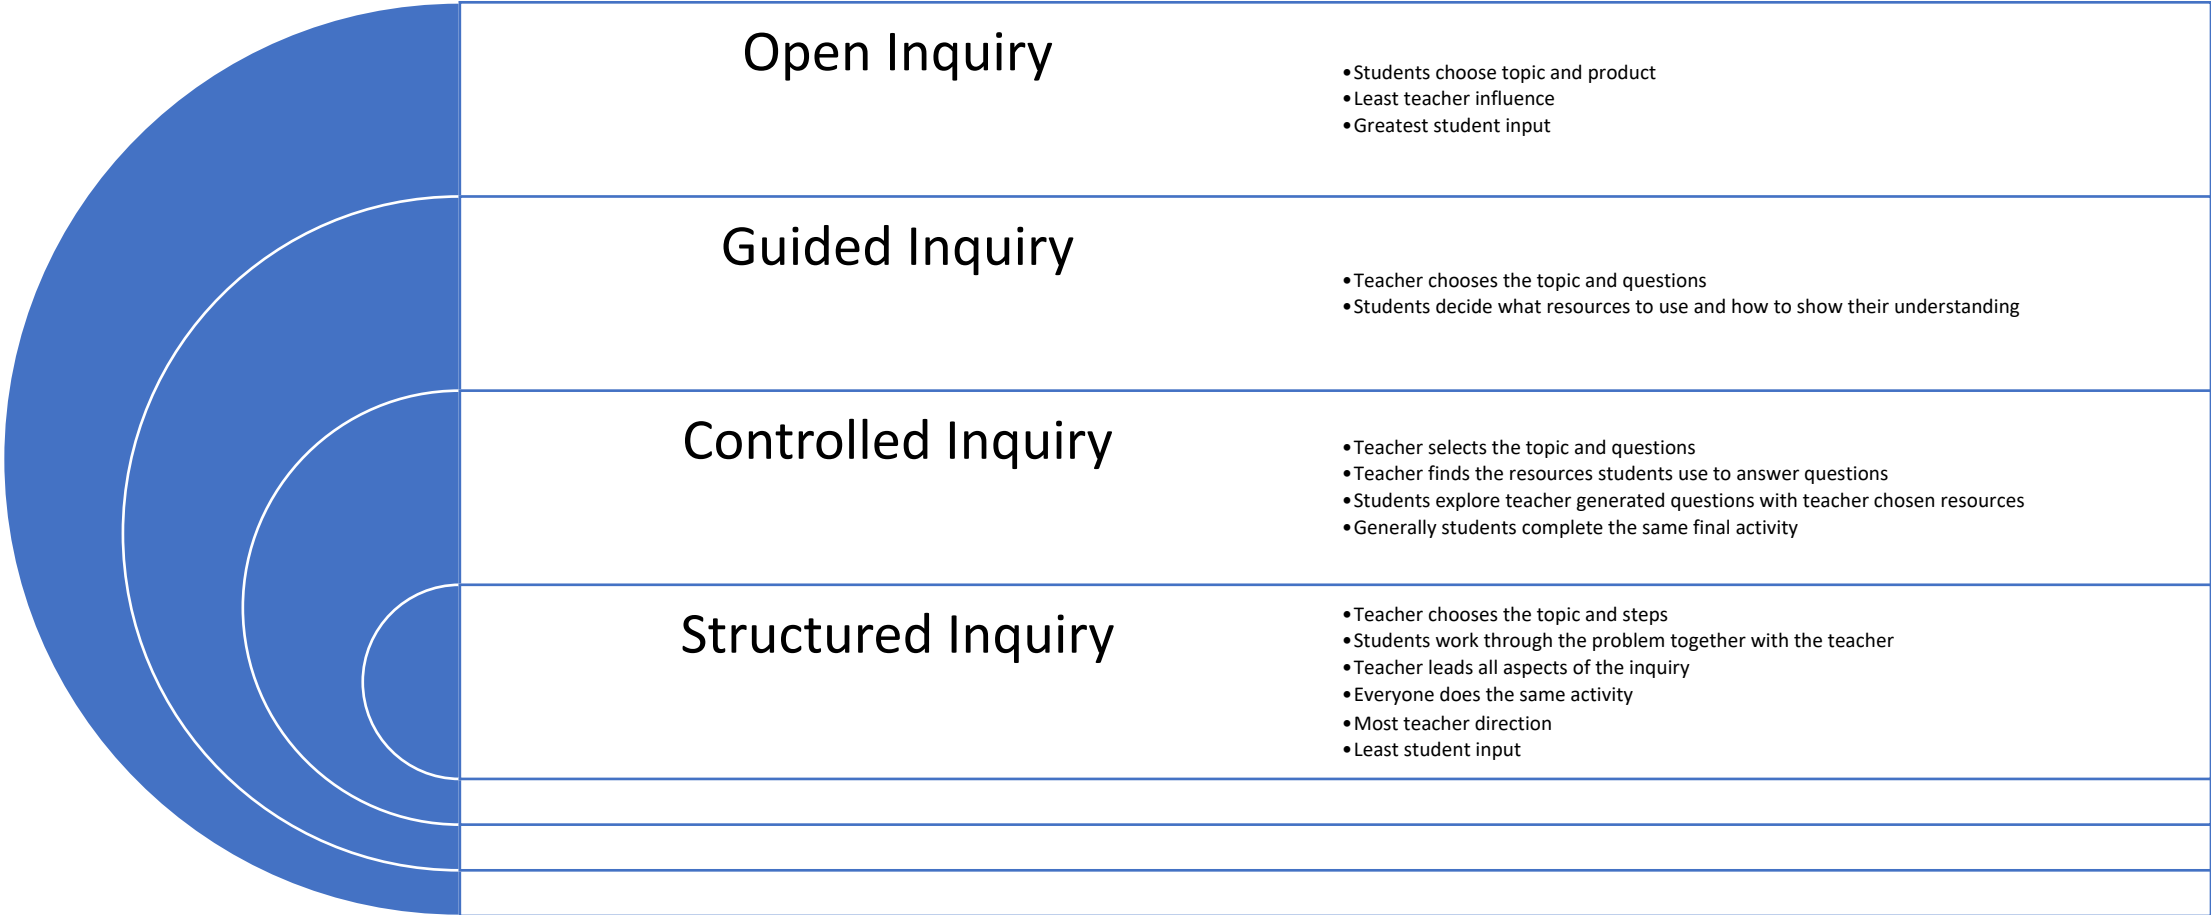 Open Inquiry
•Students choose topic and product
•Least teacher influence
•Greatest student input
Guided Inquiry
•Teacher chooses the topic and questions
•Students decide what resources to use and how to show their understanding
Controlled Inquiry
•Teacher selects the topic and questions
•Teacher finds the resources students use to answer questions
•Students explore teacher generated questions with teacher chosen resources
•Generally students complete the same final activity
Structured Inquiry
•Teacher chooses the topic and steps
•Students work through the problem together with the teacher
•Teacher leads all aspects of the inquiry
•Everyone does the same activity
•Most teacher direction
•Least student input